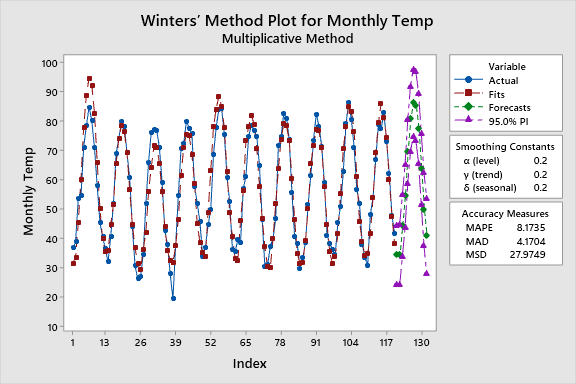 Winters' Method Plot for Monthly Temp
Multiplicative Method
Monthly Temp
100
90
80
70
60
50
40
30
20
10
1 13 26 39 52 65 78 91 104 117 130
Index
Variable
Actual
Fits
Forecasts
95.0% PI
Smoothing Constants
α (level) 0.2
γ (trend) 0.2
δ (seasonal) 0.2
Accuracy Measures
MAPE 8.1735
MAD 4.1704
MSD 27.9749